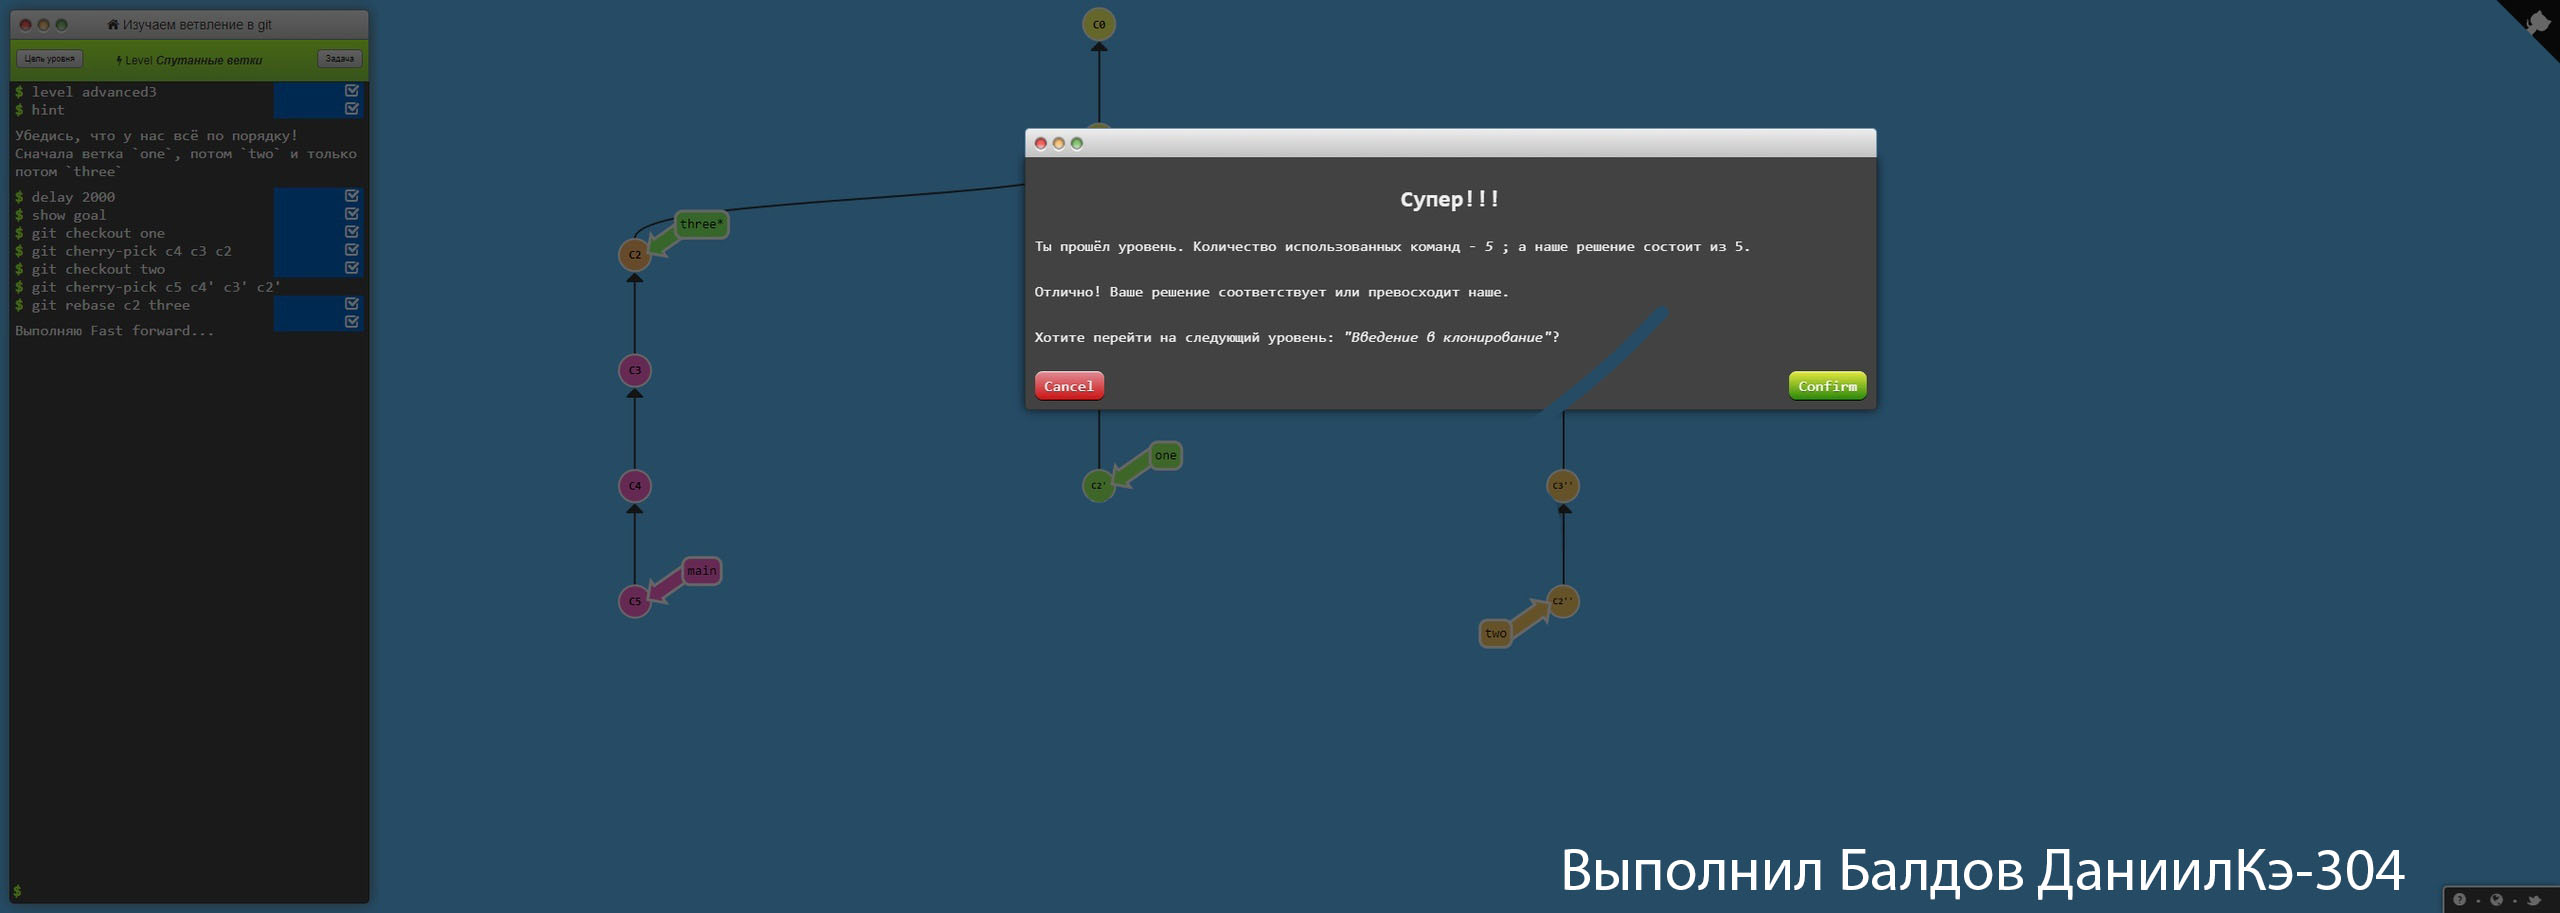 Изучаем ветвление в git
Цель уровня
Level Спутанные ветки
Задача
$ level advanced3
$ hint
Убедись, что у нас всё по порядку!
Сначала ветка `one`, потом `two` и только
потом `three`
$ delay 2000
$ show goal
$ git checkout one
$ git cherry-pick c4 c3 c2
$ git checkout two
$ git cherry-pick c5 c4' c3' c2'
$ git rebase c2 three
Выполняю Fast forward...
$
C0
three*
C2
C3
C4
main
C5
Супер!!!
Ты прошёл уровень. Количество использованных команд - 5 ; а наше решение состоит из 5.
Отлично! Ваше решение соответствует или превосходит наше.
Хотите перейти на следующий уровень: "Введение в клонирование"?
Cancel
Confirm
one
C2'
C3''
C2''
two
Выполнил Балдов ДаниилКэ-304